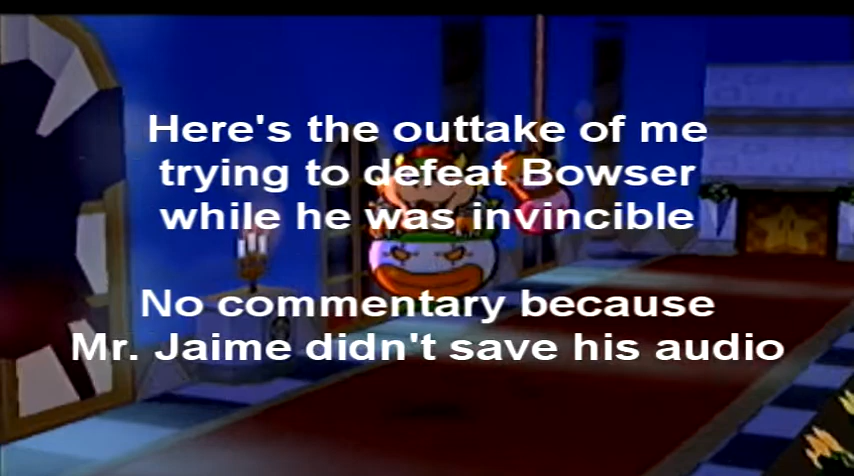 Here's the outtake of me
trying to defeat Bowser
while he was invincible
No commentary because
Mr. Jaime didn't save his audio